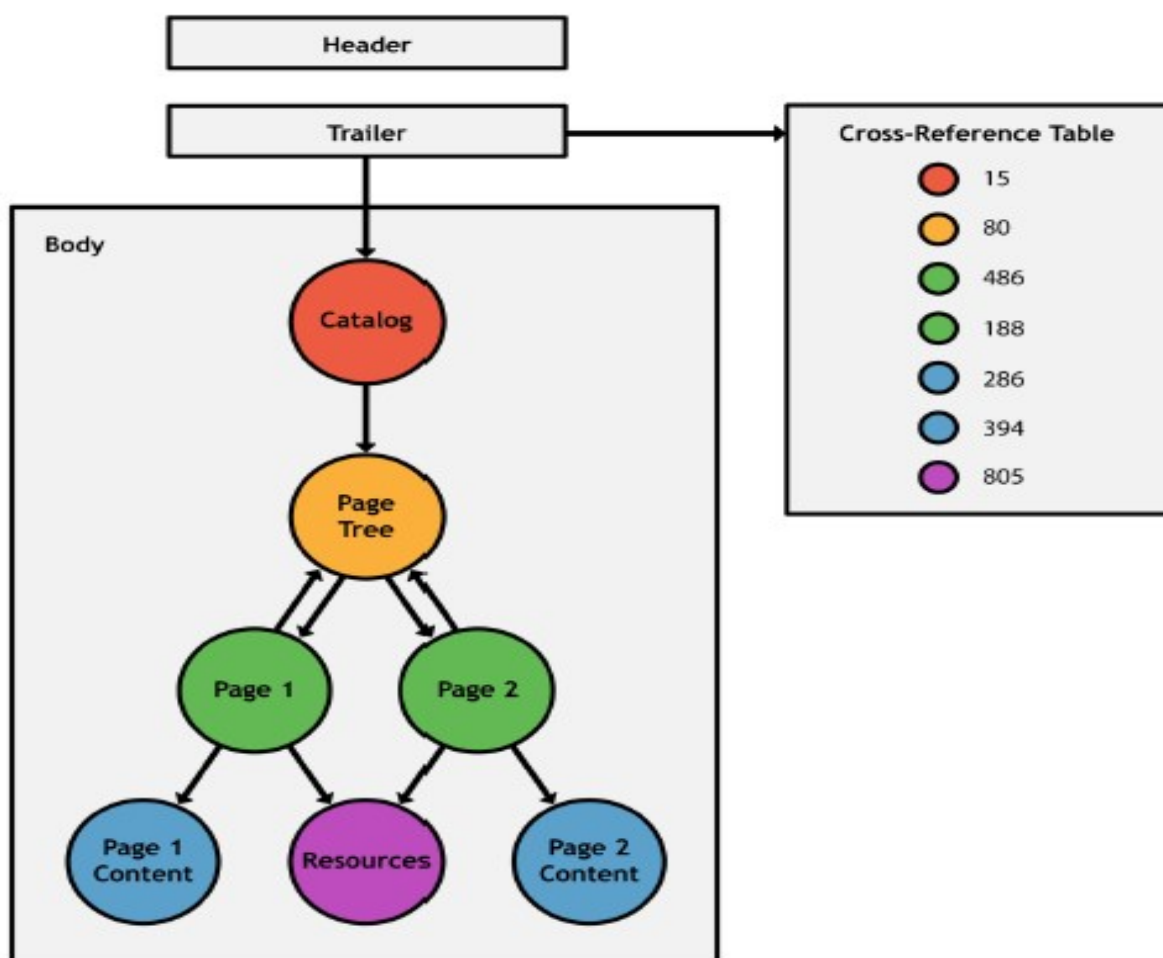 Header
Trailer
Cross-Reference Table
15
80
486
188
286
394
805
Body
Catalog
Page
Tree
Page 1
Page 2
Page 1
Content
Resources
Page 2
Content